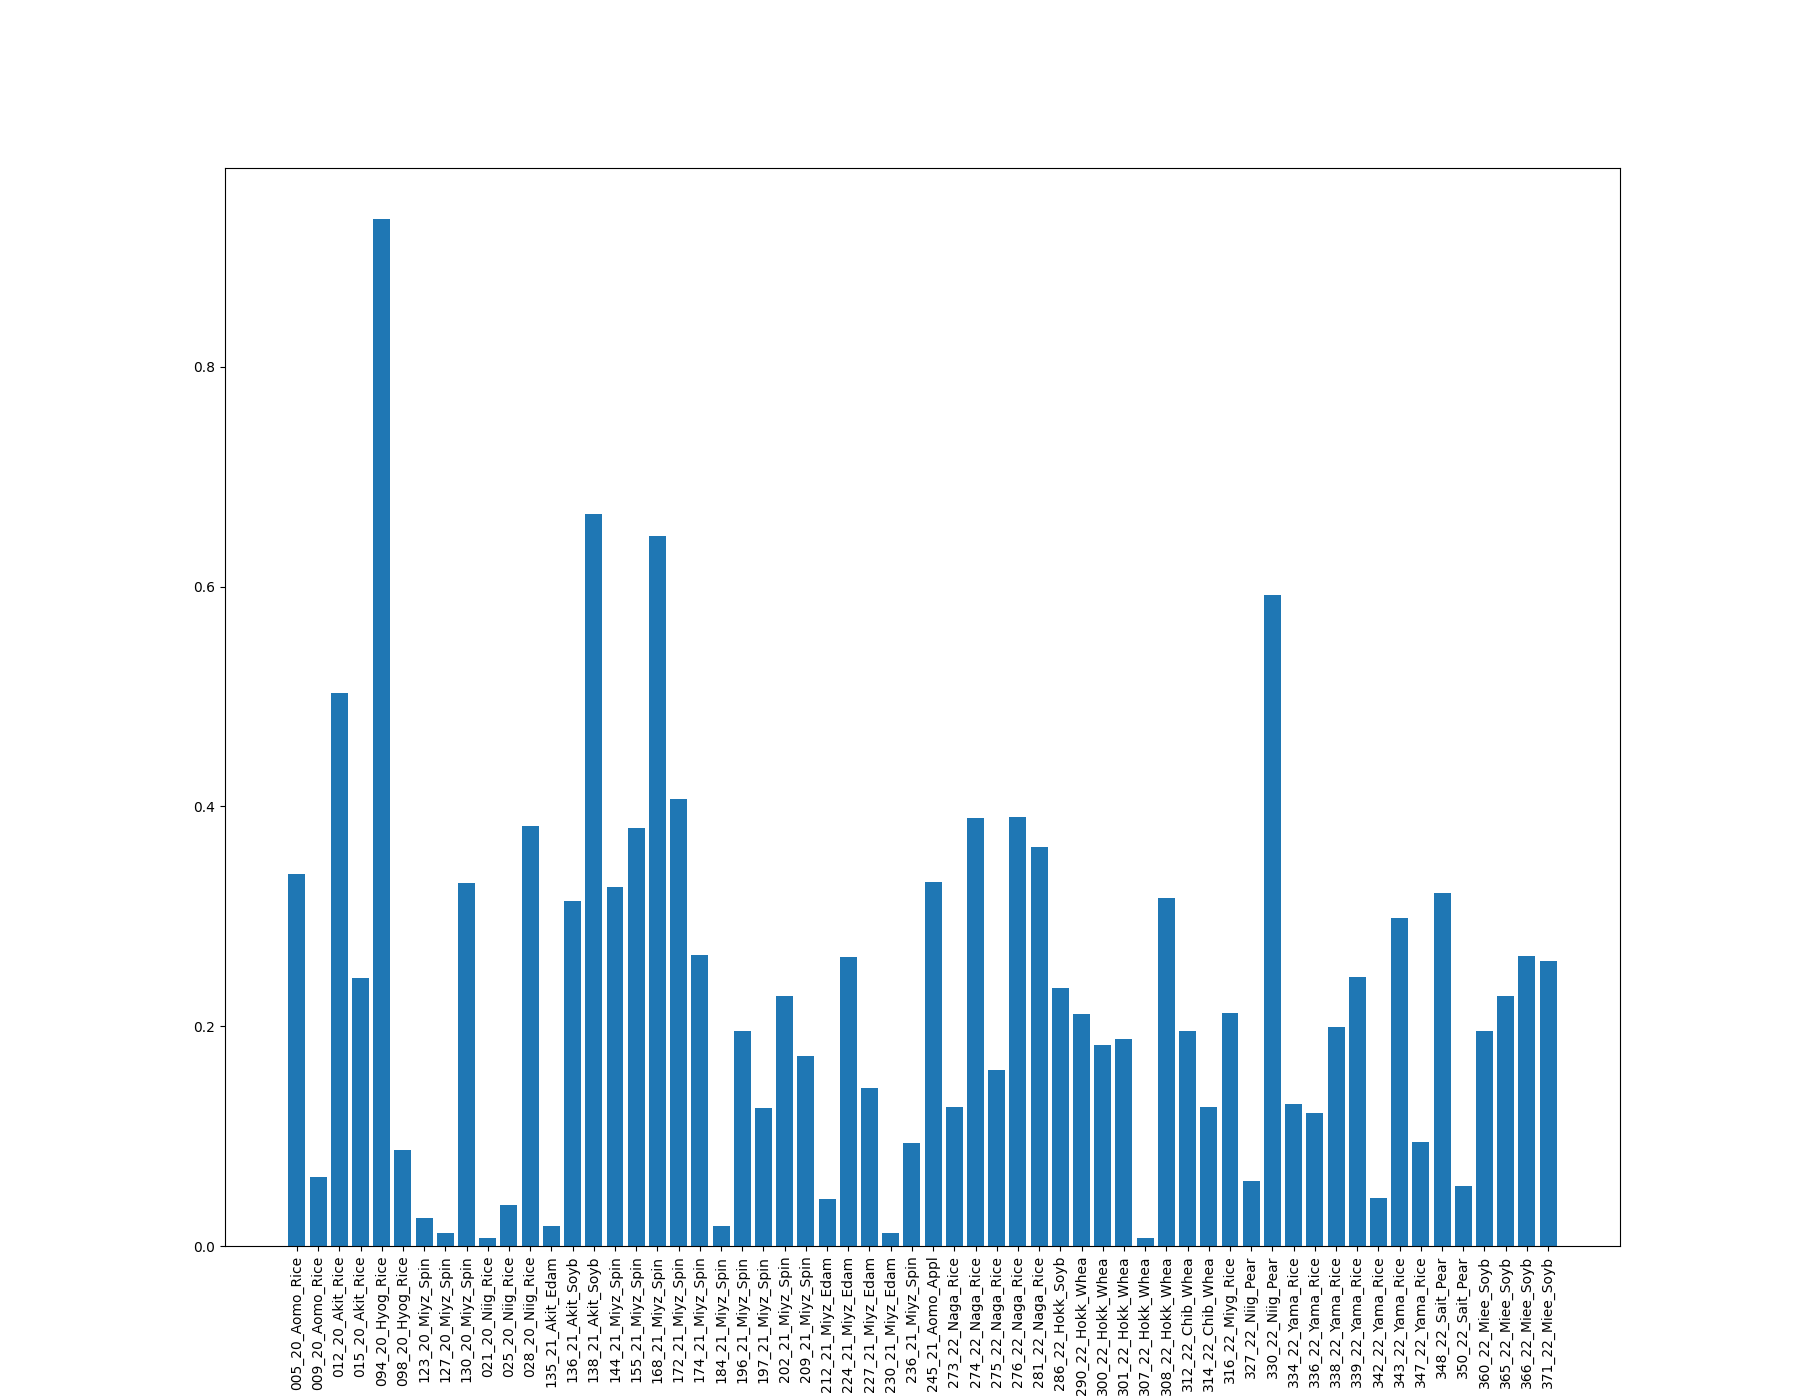 0.8
0.6
0.4
0.2
0.0
005_20_Aomo_Rice
009_20_Aomo_Rice
012_20_Akit_Rice
015_20_Akit_Rice
094_20_Hyog_Rice
098_20_Hyog_Rice
123_20_Miyz_Spin
127_20_Miyz_Spin
130_20_Miyz_Spin
021_20_Niig_Rice
025_20_Niig_Rice
028_20_Niig_Rice
135_21_Akit_Edam
136_21_Akit_Soyb
138_21_Akit_Soyb
144_21_Miyz_Spin
155_21_Miyz_Spin
168_21_Miyz_Spin
172_21_Miyz_Spin
174_21_Miyz_Spin
184_21_Miyz_Spin
196_21_Miyz_Spin
197_21_Miyz_Spin
202_21_Miyz_Spin
209_21_Miyz_Spin
212_21_Miyz_Edam
224_21_Miyz_Edam
227_21_Miyz_Edam
230_21_Miyz_Edam
236_21_Miyz_Spin
245_21_Aomo_Appl
273_22_Naga_Rice
274_22_Naga_Rice
275_22_Naga_Rice
276_22_Naga_Rice
281_22_Naga_Rice
286_22_Hokk_Soyb
290_22_Hokk_Whea
300_22_Hokk_Whea
301_22_Hokk_Whea
307_22_Hokk_Whea
308_22_Hokk_Whea
312_22_Chib_Whea
314_22_Chib_Whea
316_22_Miyg_Rice
327_22_Niig_Pear
330_22_Niig_Pear
334_22_Yama_Rice
336_22_Yama_Rice
338_22_Yama_Rice
339_22_Yama_Rice
342_22_Yama_Rice
343_22_Yama_Rice
347_22_Yama_Rice
348_22_Sait_Pear
350_22_Sait_Pear
360_22_Miee_Soyb
365_22_Miee_Soyb
366_22_Miee_Soyb
371_22_Miee_Soyb